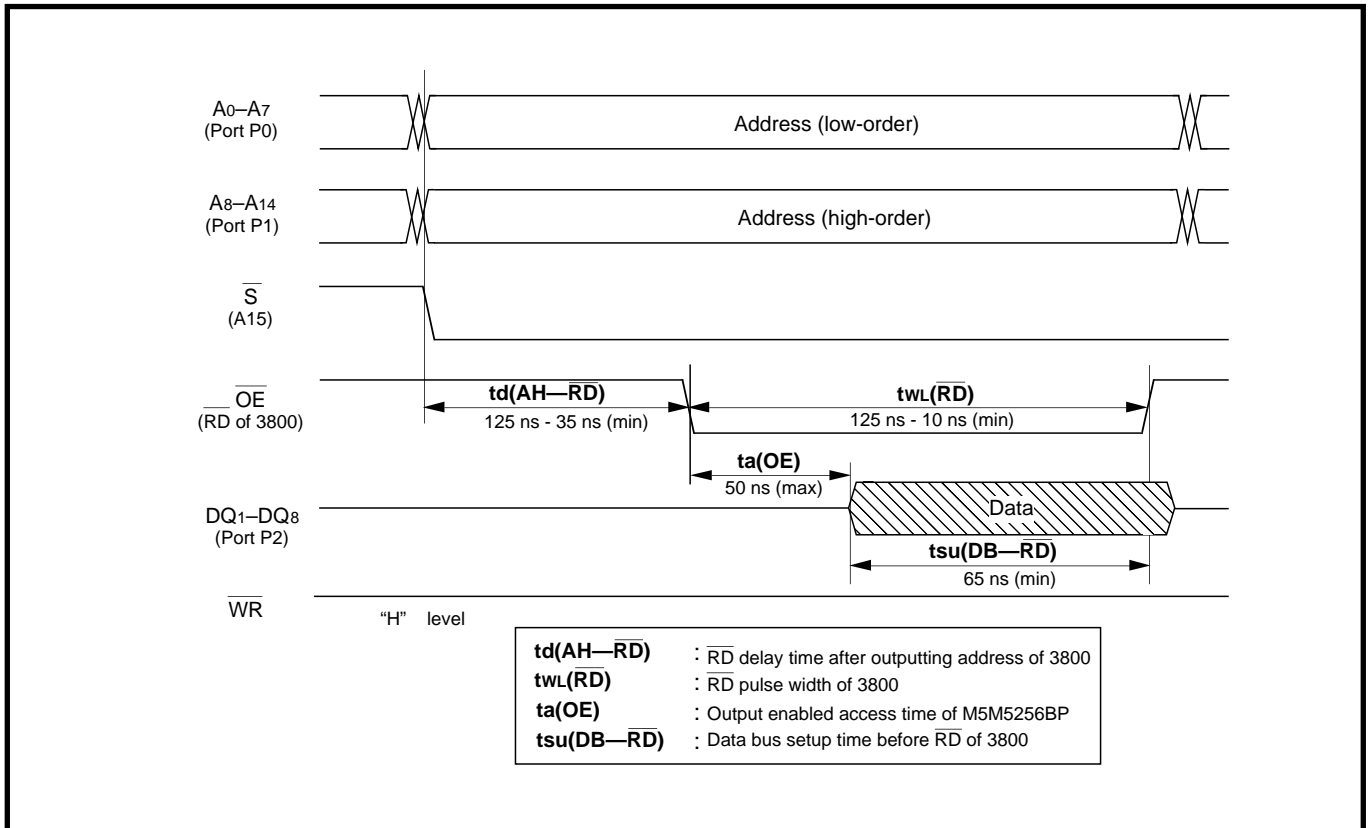 A0–A7
(Port P0)
Address (low-order)
A8–A14
(Port P1)
Address (high-order)
S
(A15)
OE
(RD of 3800)
td(AH—RD)
125 ns - 35 ns (min)
twL(RD)
125 ns - 10 ns (min)
ta(OE)
50 ns (max)
DQ1–DQ8
(Port P2)
Data
tsu(DB—RD)
65 ns (min)
WR
“H” level
td(AH—RD) : RD delay time after outputting address of 3800
twL(RD) : RD pulse width of 3800
ta(OE) : Output enabled access time of M5M5256BP
tsu(DB—RD) : Data bus setup time before RD of 3800